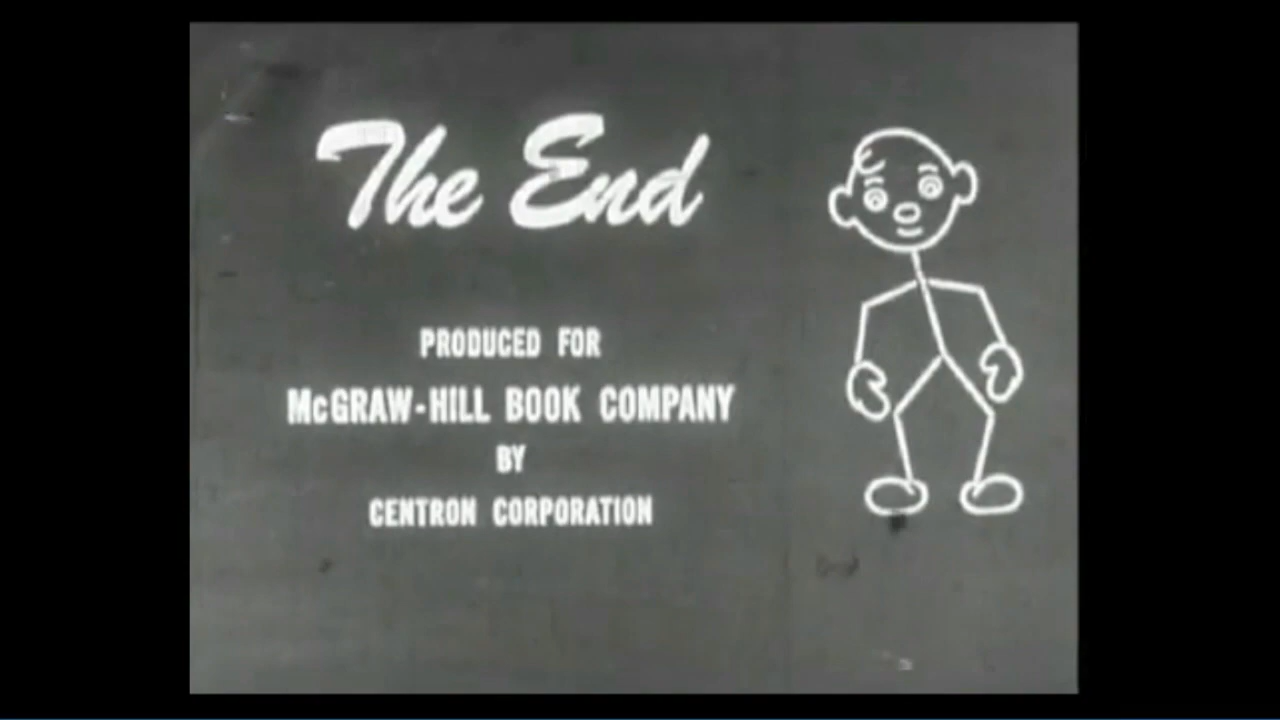 The End
PRODUCED FOR
McGRAW-HILL BOOK COMPANY
BY
CENTRON CORPORATION